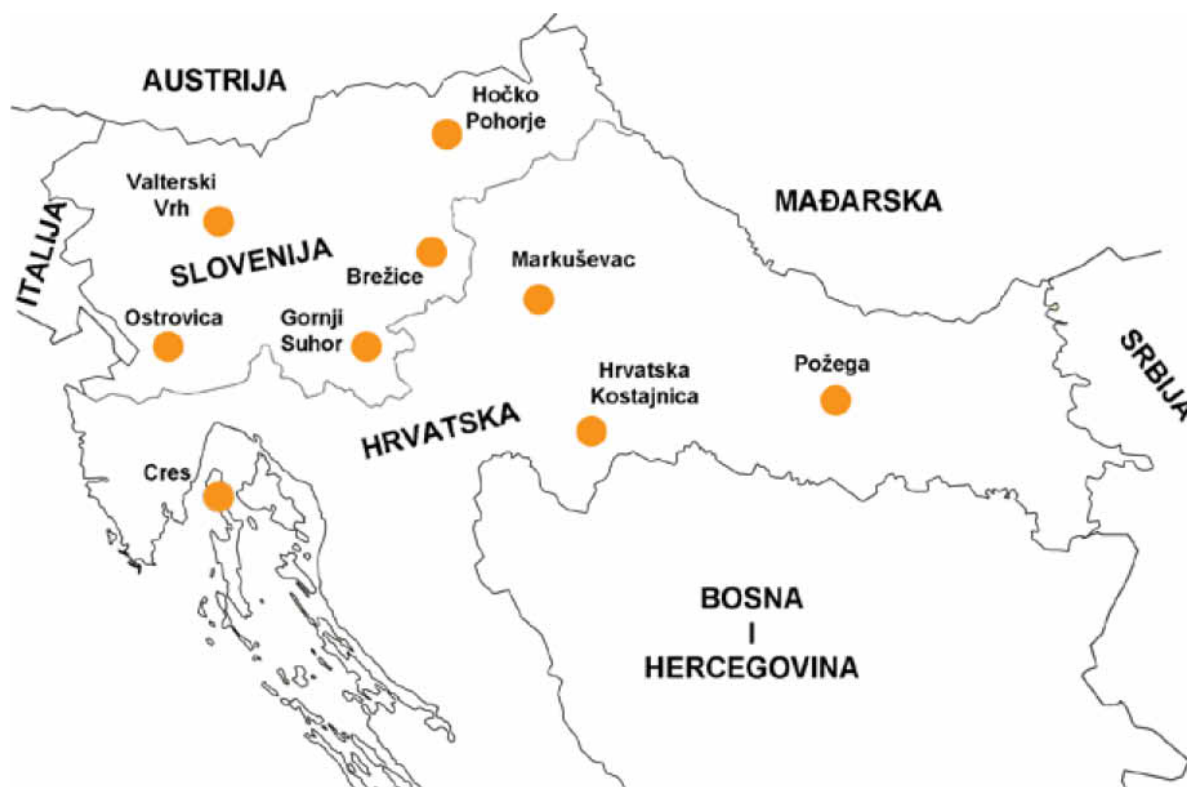 AUSTRIJA
Hočko
Pohorje
Valterski
Vrh
MAĐARSKA
ITALIJA
SLOVENIJA
Brežice
Markuševac
Ostrovica
Gornji
Suhor
SRBIJA
Hrvatska
Kostajnica
Požega
HRVATSKA
Cres
BOSNA
I
HERCEGOVINA